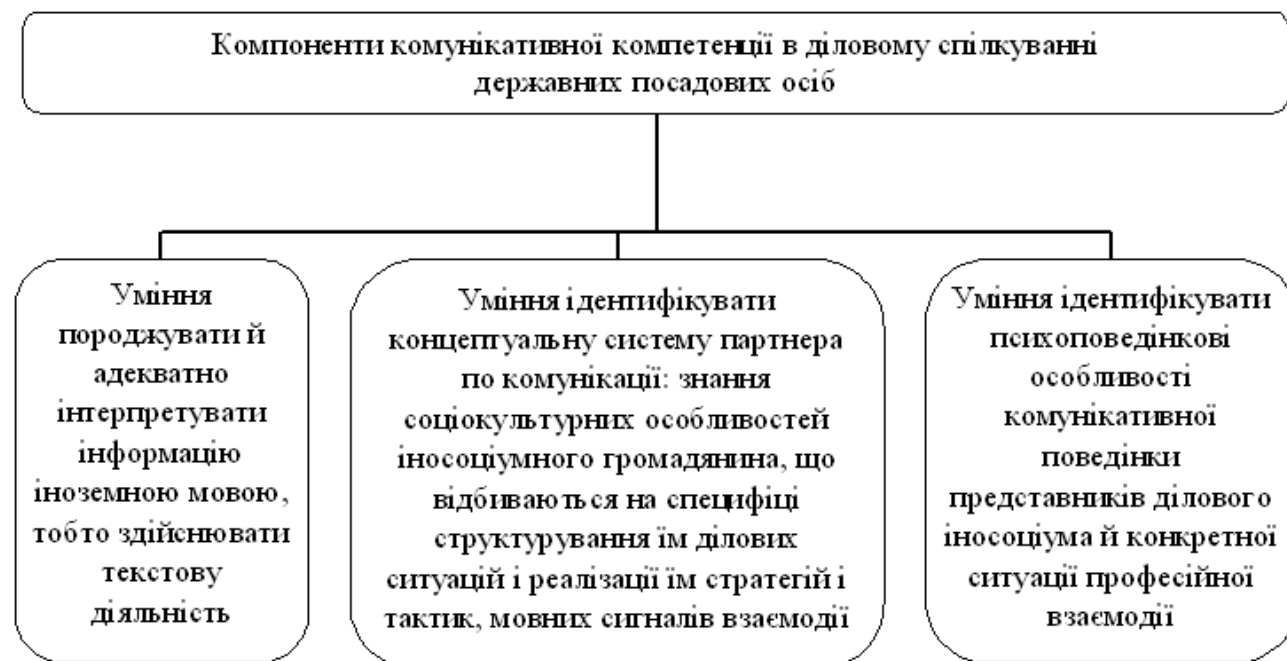 Компоненти комунікативної компетенції в діловому спілкуванні
державних посадових осіб
Уміння
породжувати й
адекватно
інтерпретувати
інформацію
іноземною мовою,
тобто здійснювати
текстову
діяльність
Уміння ідентифікувати
концептуальну систему партнера
по комунікації: знання
соціокультурних особливостей
іносоціумного громадянина, що
відбиваються на специфіці
структурування їм ділових
ситуацій і реалізації їм стратегій і
тактик, мовних сигналів взаємодії
Уміння ідентифікувати
психоповедінкові
особливості
комунікативної
поведінки
представників ділового
іносоціума й конкретної
ситуації професійної
взаємодії